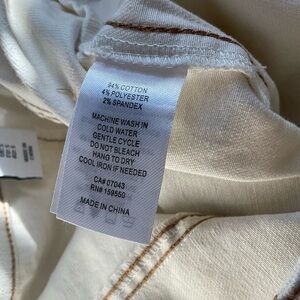 94% COTTON
4% POLYESTER
2% SPANDEX
MACHINE WASH IN
COLD WATER
GENTLE CYCLE
DO NOT BLEACH
HANG TO DRY
COOL IRON IF NEEDED
CA# 07043
RN# 159550
MADE IN CHINA